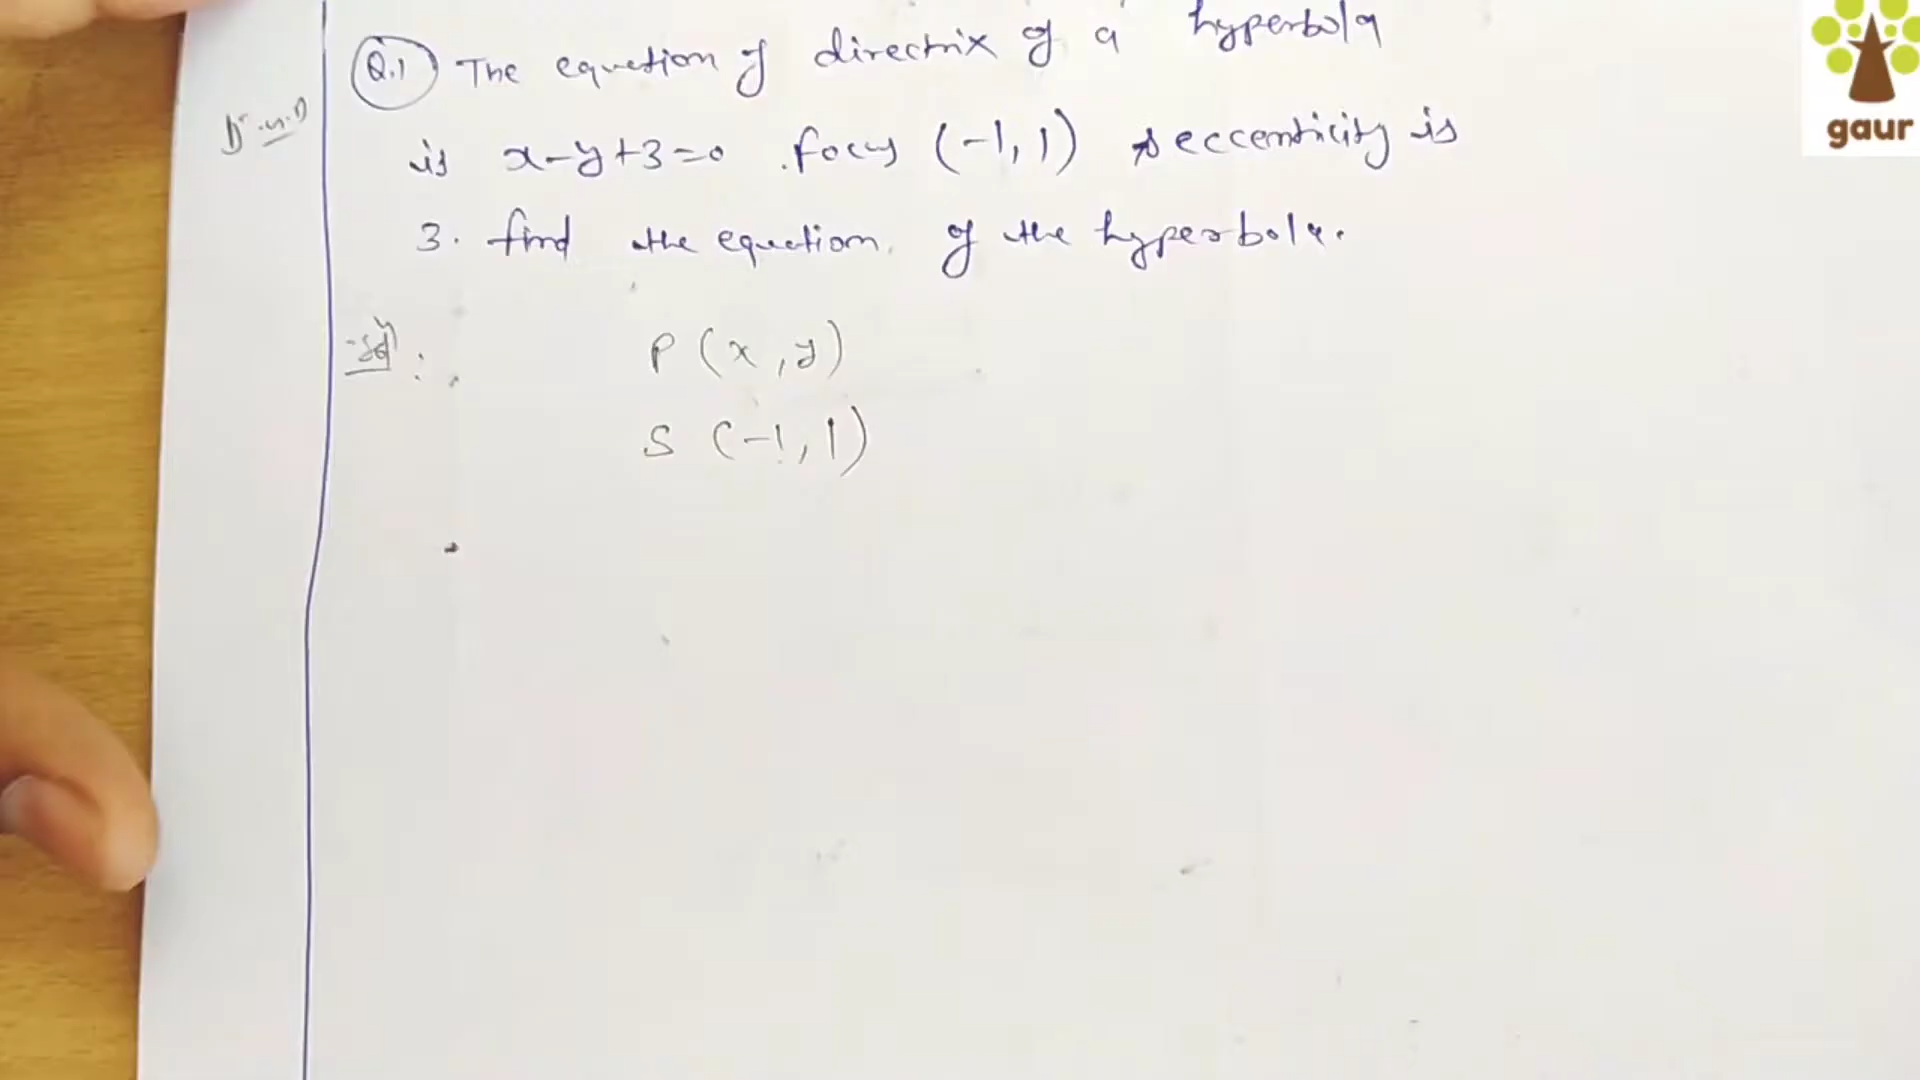 Q.1 The equation of directrix of a hyperbola
is x-y+3=0 . focus (-1, 1) & eccentricity is
3. find the equation of the hyperbola.
P (x, y)
S (-1, 1)
gaur